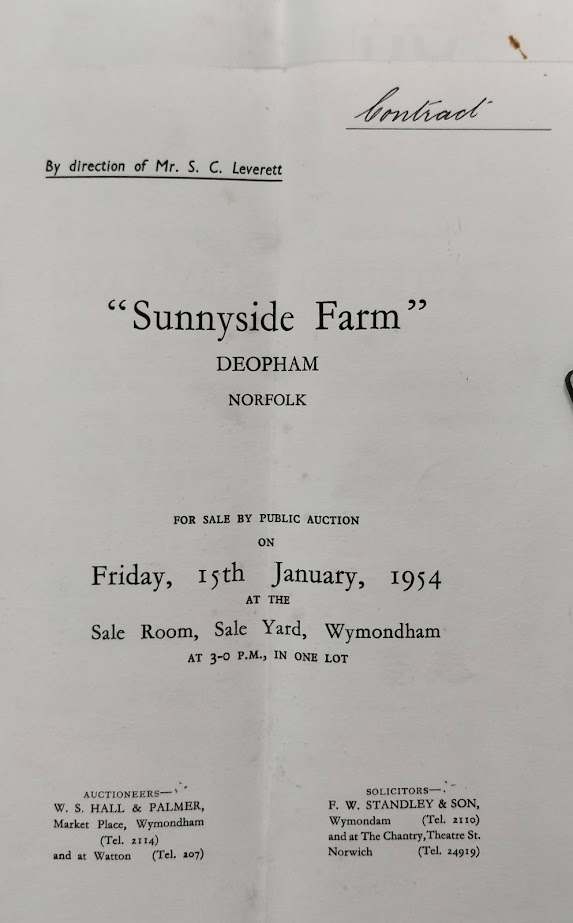 Contract
By direction of Mr. S. C. Leverett
“Sunnyside Farm”
DEOPHAM
NORFOLK
FOR SALE BY PUBLIC AUCTION
ON
Friday, 15th January, 1954
AT THE
Sale Room, Sale Yard, Wymondham
AT 3-0 P.M., IN ONE LOT
AUCTIONEERS—
W. S. HALL & PALMER,
Market Place, Wymondham
(Tel. 2114)
and at Watton (Tel. 207)
SOLICITORS—
F. W. STANDLEY & SON,
Wymondam (Tel. 2110)
and at The Chantry, Theatre St.
Norwich (Tel. 24919)